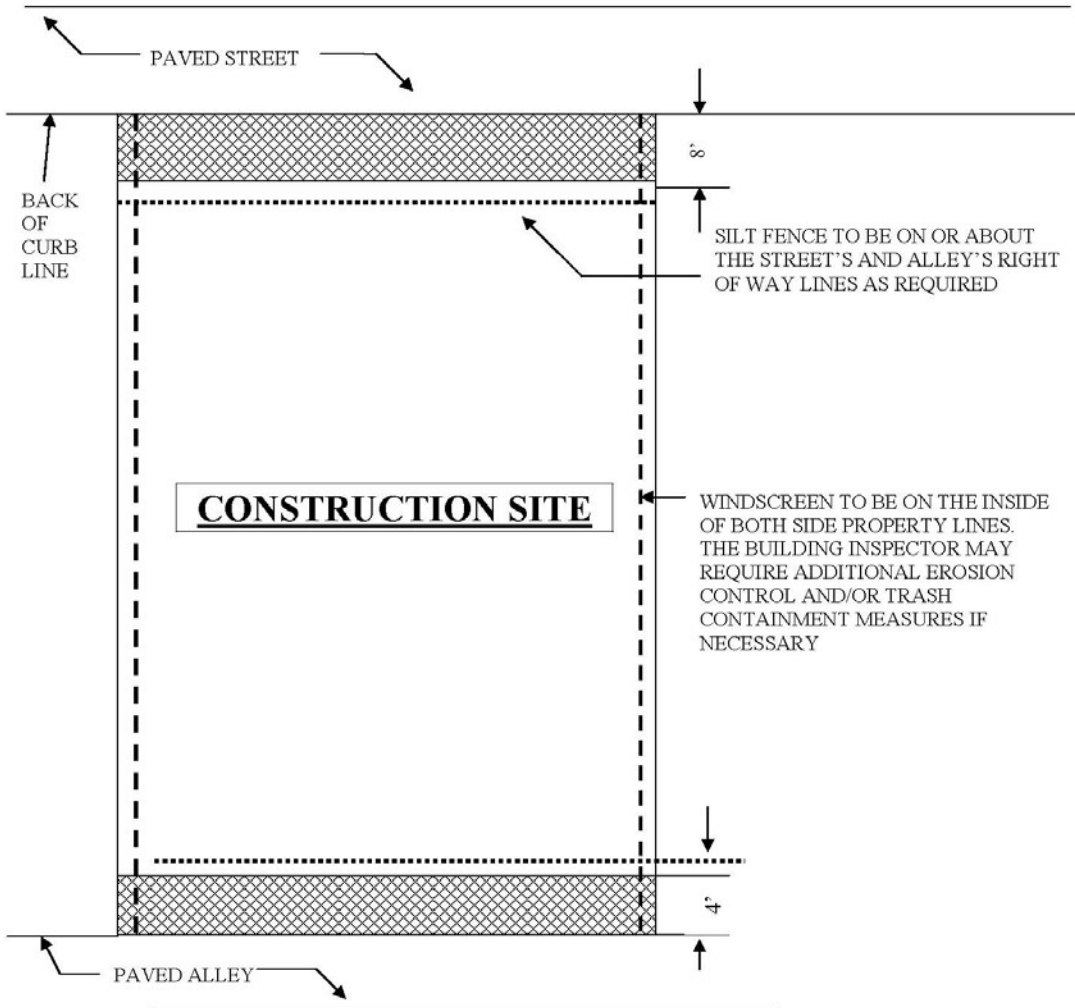 PAVED STREET
8'
BACK
OF
CURB
LINE
SILT FENCE TO BE ON OR ABOUT
THE STREET'S AND ALLEY'S RIGHT
OF WAY LINES AS REQUIRED
CONSTRUCTION SITE
WINDSCREEN TO BE ON THE INSIDE
OF BOTH SIDE PROPERTY LINES.
THE BUILDING INSPECTOR MAY
REQUIRE ADDITIONAL EROSION
CONTROL AND/OR TRASH
CONTAINMENT MEASURES IF
NECESSARY
4'
PAVED ALLEY